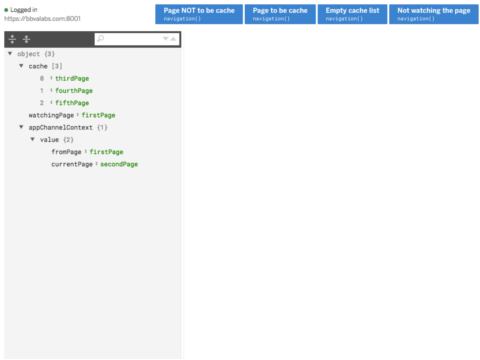 Logged in
https://bbvalabs.com:8001
Page NOT to be cache
navigation()
Page to be cache
navigation()
Empty cache list
navigation()
Not watching the page
navigation()
object {3}
cache [3]
0 : thirdPage
1 : fourthPage
2 : fifthPage
watchingPage : firstPage
appChannelContext {1}
value {2}
fromPage : firstPage
currentPage : secondPage